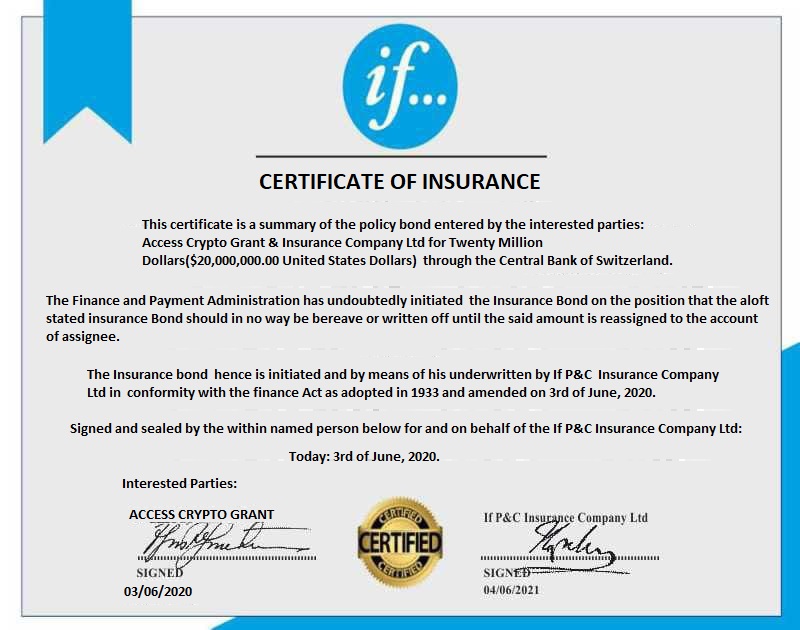 if...
CERTIFICATE OF INSURANCE
This certificate is a summary of the policy bond entered by the interested parties:
Access Crypto Grant & Insurance Company Ltd for Twenty Million
Dollars($20,000,000.00 United States Dollars) through the Central Bank of Switzerland.
The Finance and Payment Administration has undoubtedly initiated the Insurance Bond on the position that the aloft
stated insurance Bond should in no way be bereave or written off until the said amount is reassigned to the account
of assignee.
The Insurance bond hence is initiated and by means of his underwritten by If P&C Insurance Company
Ltd in conformity with the finance Act as adopted in 1933 and amended on 3rd of June, 2020.
Signed and sealed by the within named person below for and on behalf of the If P&C Insurance Company Ltd:
Today: 3rd of June, 2020.
Interested Parties:
ACCESS CRYPTO GRANT
SIGNED
03/06/2020
CERTIFIED
CERTIFIED
CERTIFIED
If P&C Insurance Company Ltd
SIGNED
04/06/2021